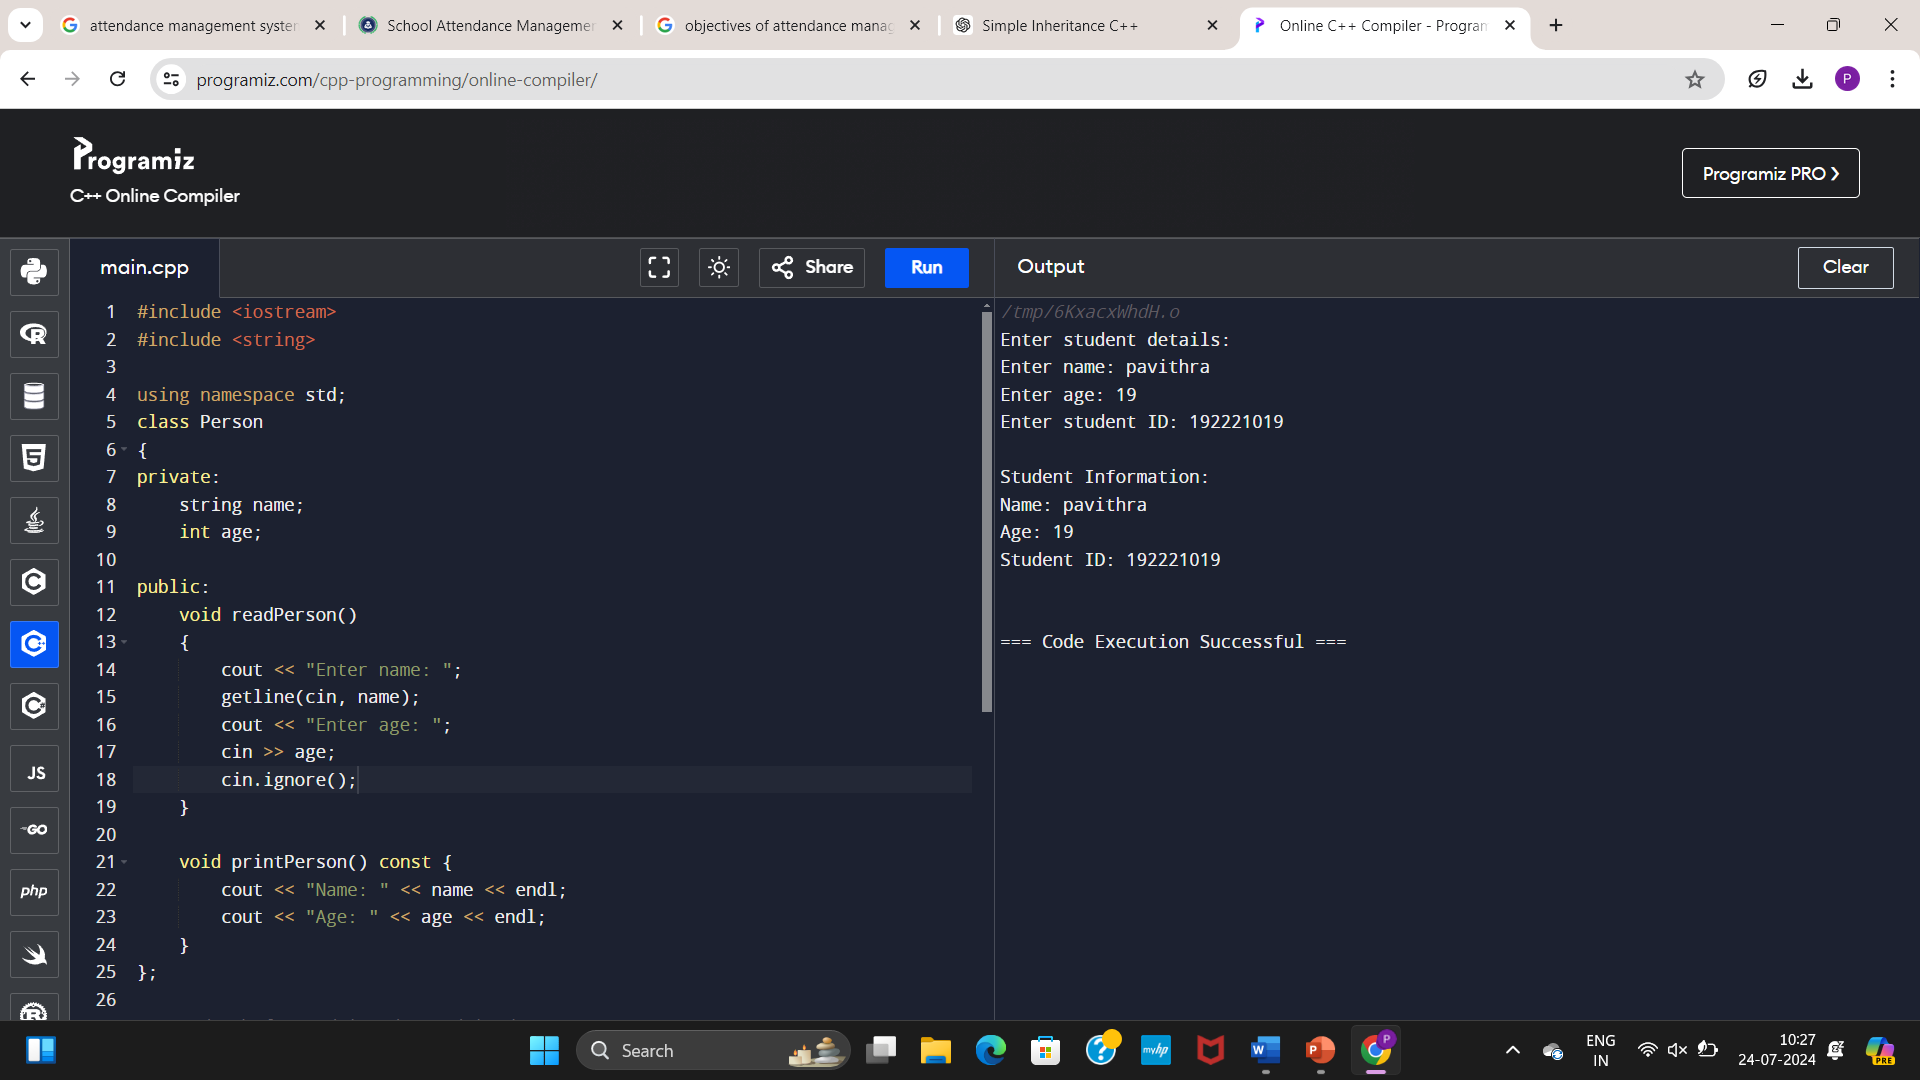 attendance management syster
School Attendance Managemer
objectives of attendance manag
Simple Inheritance C++
Online C++ Compiler - Program
programiz.com/cpp-programming/online-compiler/
P
Programiz
C++ Online Compiler
Programiz PRO
main.cpp
Share
Run
Output
Clear
1 #include <iostream>
2 #include <string>
3
4 using namespace std;
5 class Person
6 {
7 private:
8 string name;
9 int age;
10
11 public:
12 void readPerson()
13 {
14 cout << "Enter name: ";
15 getline(cin, name);
16 cout << "Enter age: ";
17 cin >> age;
18 cin.ignore();
19 }
20
21 void printPerson() const {
22 cout << "Name: " << name << endl;
23 cout << "Age: " << age << endl;
24 }
25 };
26
/tmp/6KxacxWhdH.o
Enter student details:
Enter name: pavithra
Enter age: 19
Enter student ID: 192221019
Student Information:
Name: pavithra
Age: 19
Student ID: 192221019
=== Code Execution Successful ===
JS
GO
php
Search
myhp
W
P
P
ENG
IN
10:27
24-07-2024
PRE